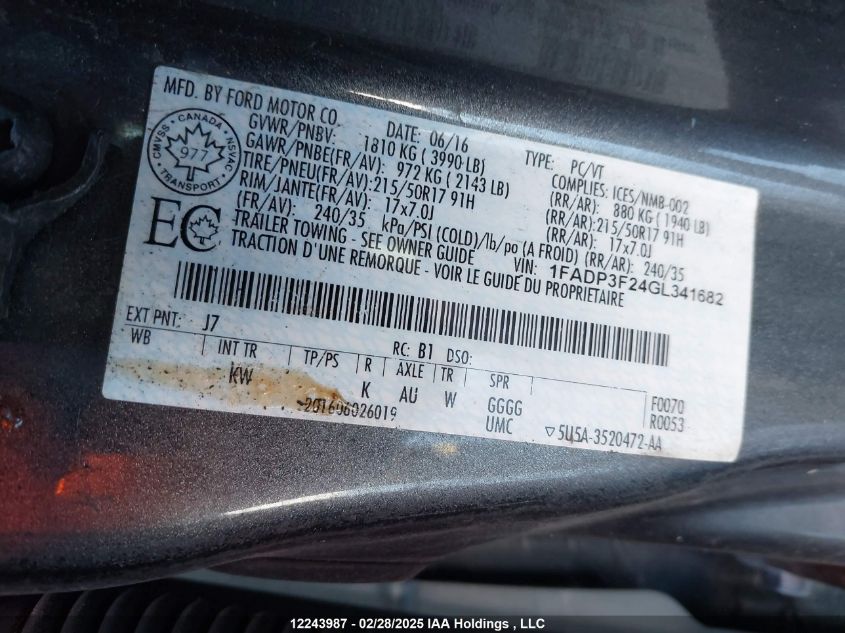 MFD. BY FORD MOTOR CO.
DATE: 06/16 TYPE: PC/VT
GVWR/PNBV: 1810 KG ( 3990 LB) COMPLIES: ICES/NMB-002
GAWR/PNBE(FR/AV): 972 KG ( 2143 LB) (RR/AR): 880 KG ( 1940 LB)
TIRE/PNEU(FR/AV):215/50R17 91H (RR/AR):215/50R17 91H
RIM/JANTE(FR/AV): 17x7.0J (RR/AR): 17x7.0J
(FR/AV): 240/35 kPa/PSI (COLD)/lb/po (A FROID) (RR/AR): 240/35
TRAILER TOWING - SEE OWNER GUIDE VIN: 1FADP3F24GL341682
TRACTION D'UNE REMORQUE - VOIR LE GUIDE DU PROPRIETAIRE
CANADA
CMVSS NSVAC
977
TRANSPORT
EC
EXT PNT: J7 RC: B1 DSO:
WB INT TR TP/PS R AXLE TR SPR
KW K AU W GGGG F0070
201606026019 UMC R0053
▽5U5A-3520472-AA
12243987 - 02/28/2025 IAA Holdings , LLC